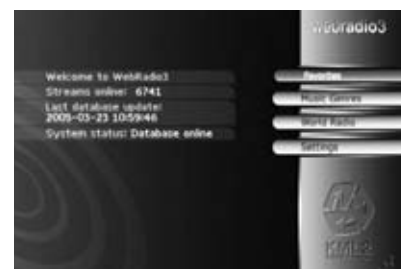 webradio3
Welcome to WebRadio3
Streams online: 6741
Last database update:
2005-03-23 10:59:46
System status: Database online
Favorites
Music Genres
World Radio
Settings